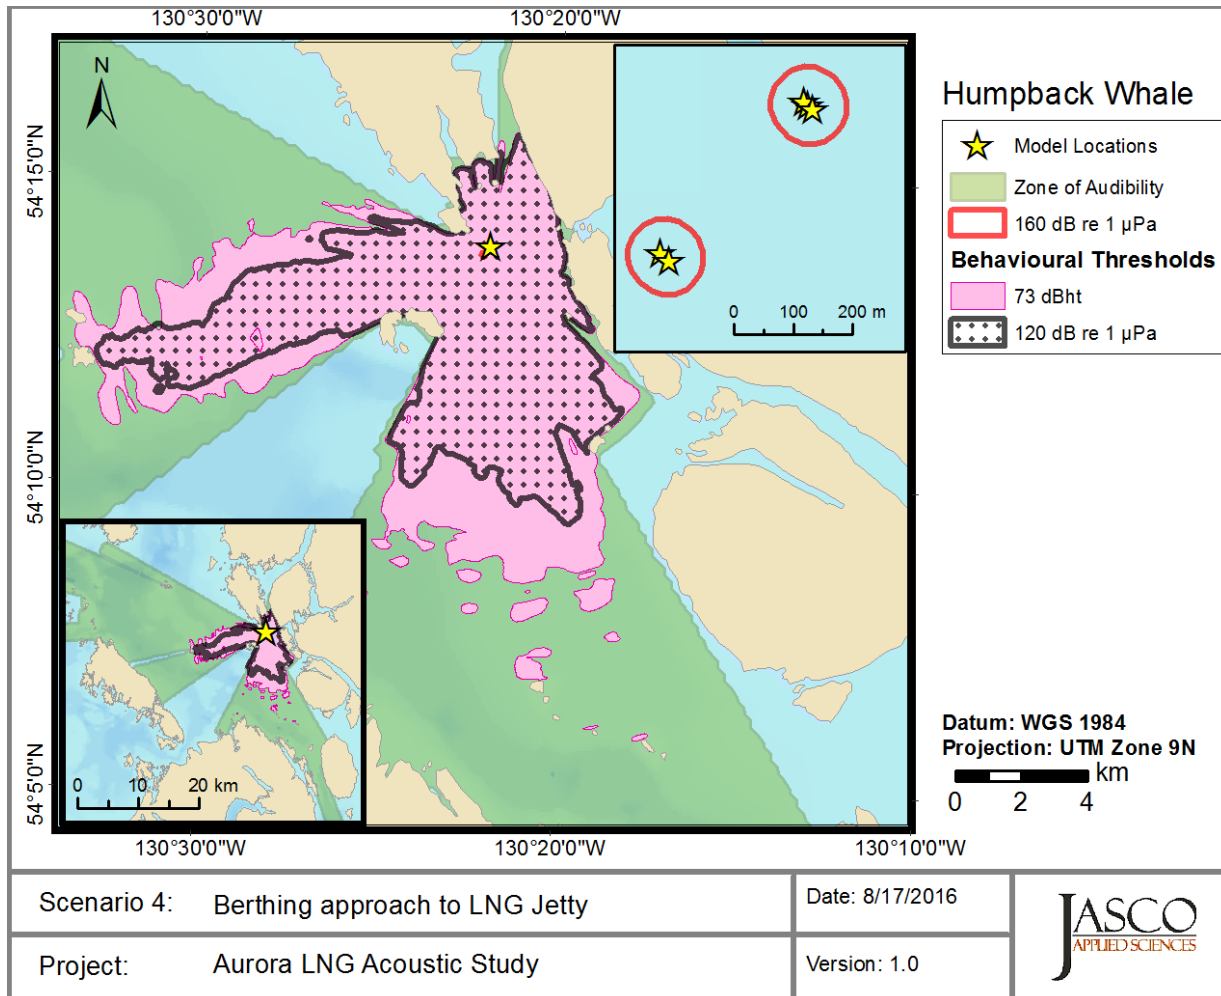 130°30'0"W 130°20'0"W
N
54°15'0"N
54°10'0"N
54°5'0"N
0 100 200 m
0 10 20 km
130°30'0"W 130°20'0"W 130°10'0"W
Humpback Whale
Model Locations
Zone of Audibility
160 dB re 1 µPa
Behavioural Thresholds
73 dBht
120 dB re 1 µPa
Datum: WGS 1984
Projection: UTM Zone 9N
km
0 2 4
Scenario 4: Berthing approach to LNG Jetty
Date: 8/17/2016
Project: Aurora LNG Acoustic Study
Version: 1.0
JASCO
APPLIED SCIENCES